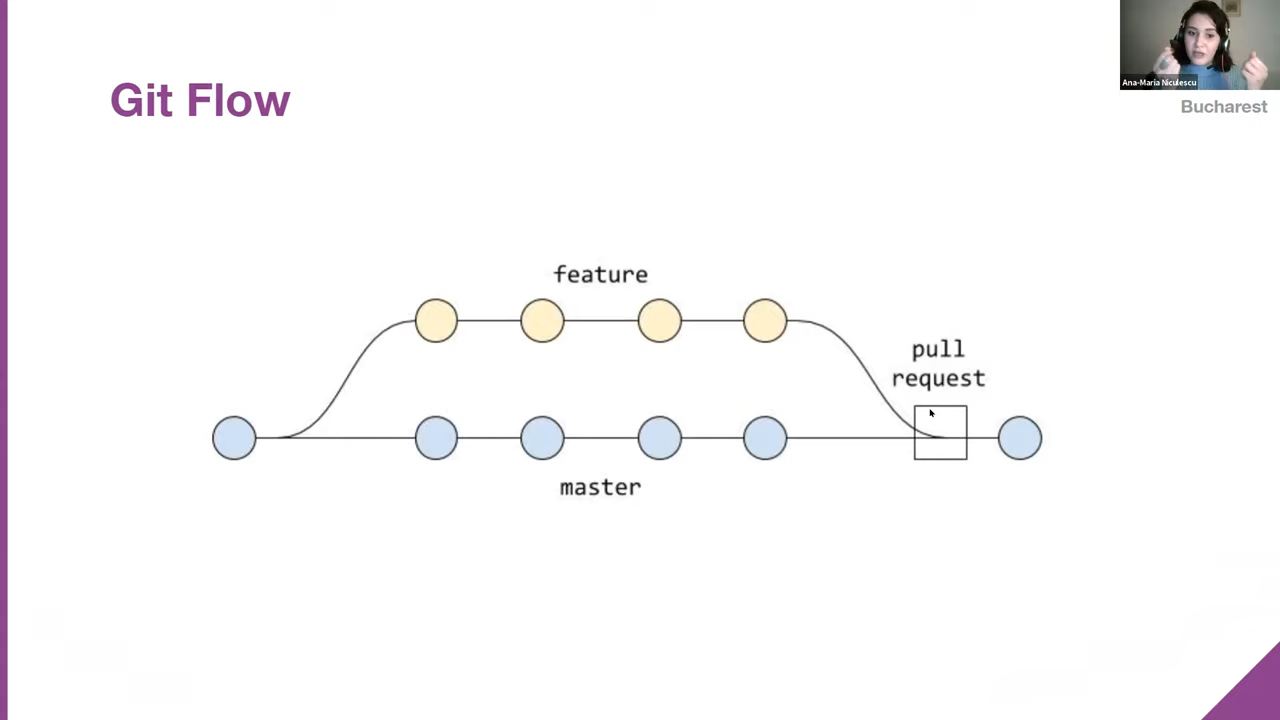 Git Flow
Ana-Maria Niculescu
Bucharest
feature
pull
request
master